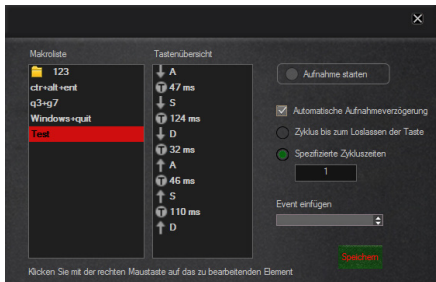 Makroliste
Tastenübersicht
123
ctr+alt+ent
q3+g7
Windows+quit
Test
A
47 ms
S
124 ms
D
32 ms
A
46 ms
S
110 ms
D
Aufnahme starten
Automatische Aufnahmeverzögerung
Zyklus bis zum Loslassen der Taste
Spezifizierte Zykluszeiten
1
Event einfügen
Speichern
Klicken Sie mit der rechten Maustaste auf das zu bearbeitenden Element